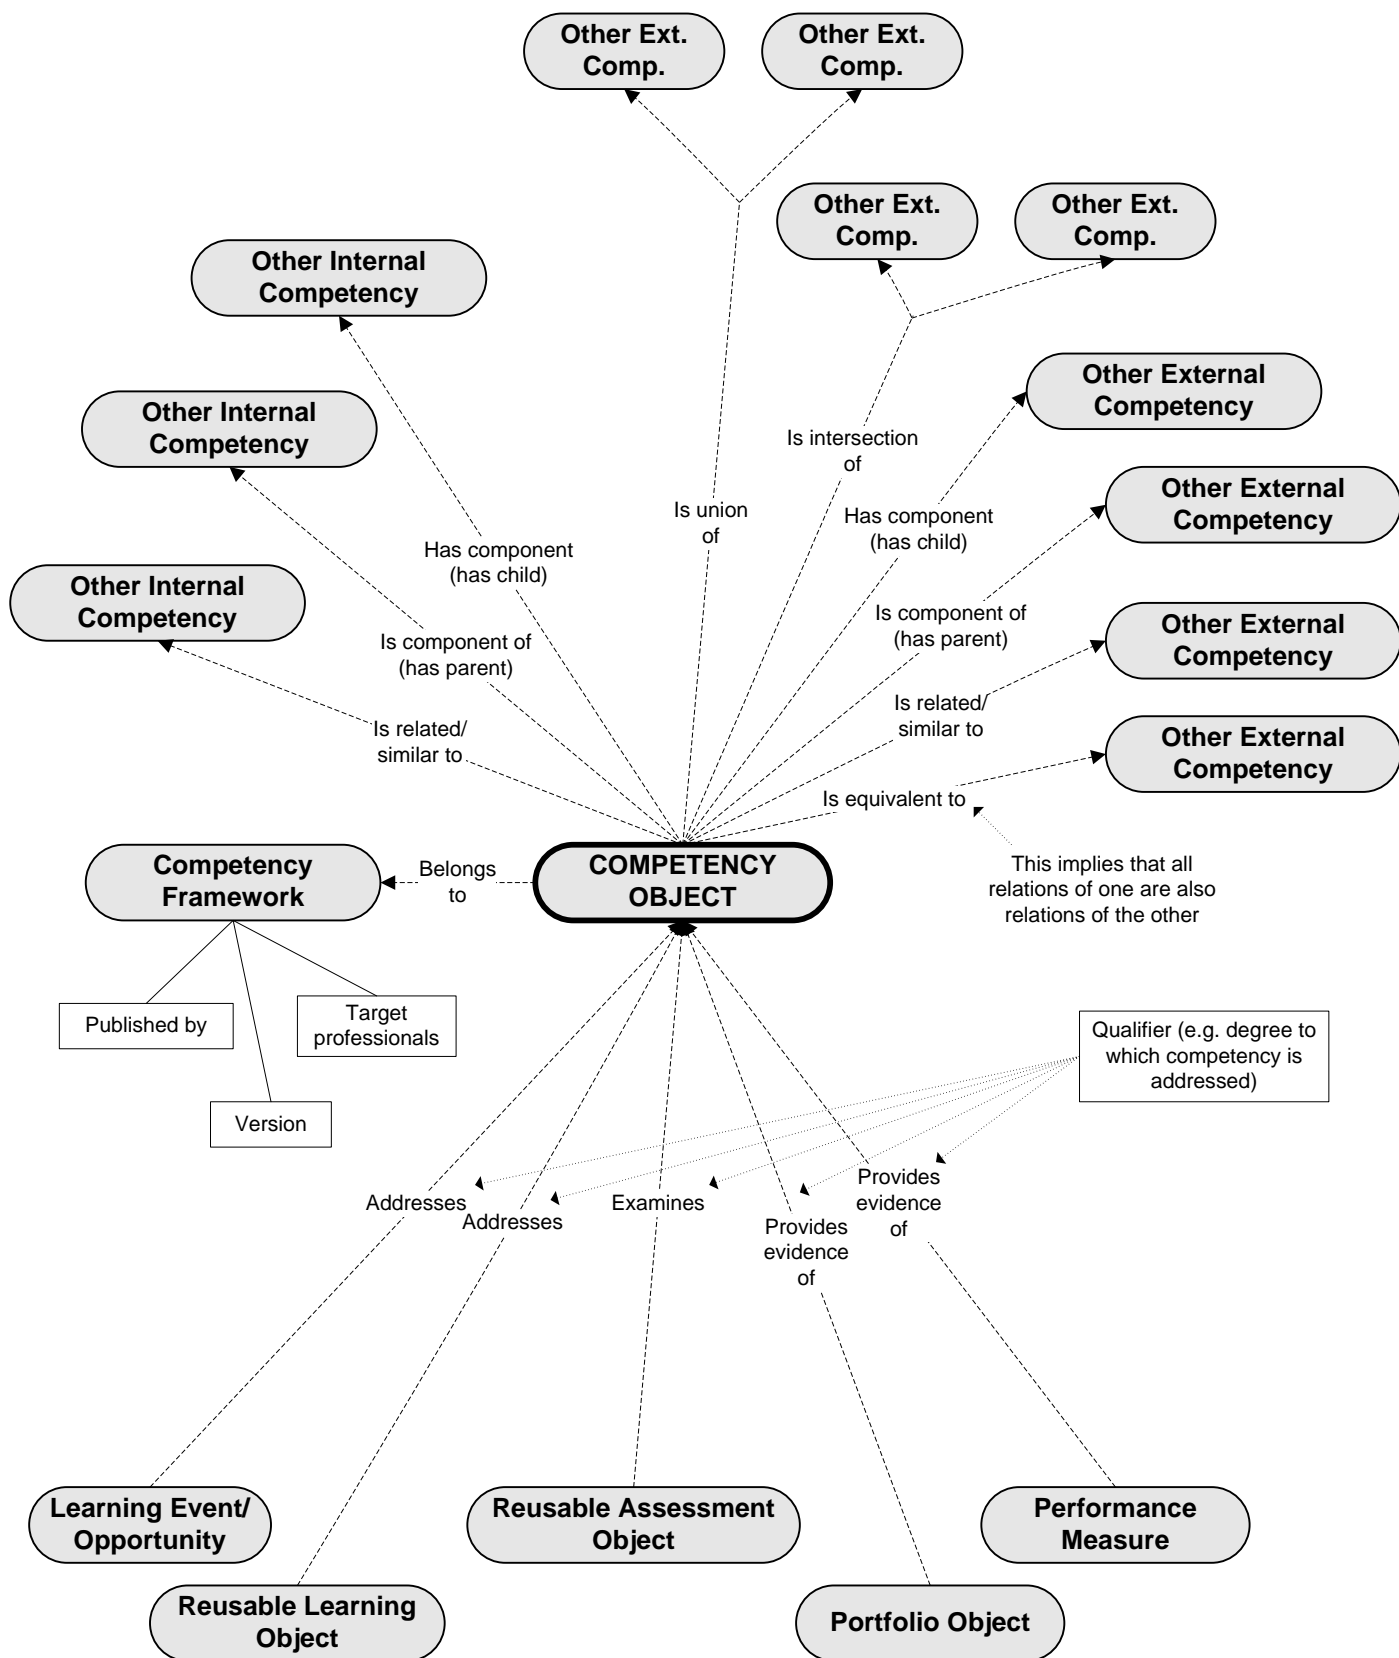 Other Ext.
Comp.
Other Ext.
Comp.
Other Ext.
Comp.
Other Ext.
Comp.
Other Internal
Competency
Other External
Competency
Other Internal
Competency
Is intersection
of
Other External
Competency
Is union
of
Has component
(has child)
Has component
(has child)
Other Internal
Competency
Is component of
(has parent)
Is component of
(has parent)
Other External
Competency
Is related/
similar to
Is related/
similar to
Other External
Competency
Is equivalent to
Competency
Framework
Belongs
to
COMPETENCY
OBJECT
This implies that all
relations of one are also
relations of the other
Published by
Target
professionals
Version
Qualifier (e.g. degree to
which competency is
addressed)
Addresses
Addresses
Examines
Provides
evidence
of
Provides
evidence
of
Learning Event/
Opportunity
Reusable Assessment
Object
Performance
Measure
Reusable Learning
Object
Portfolio Object